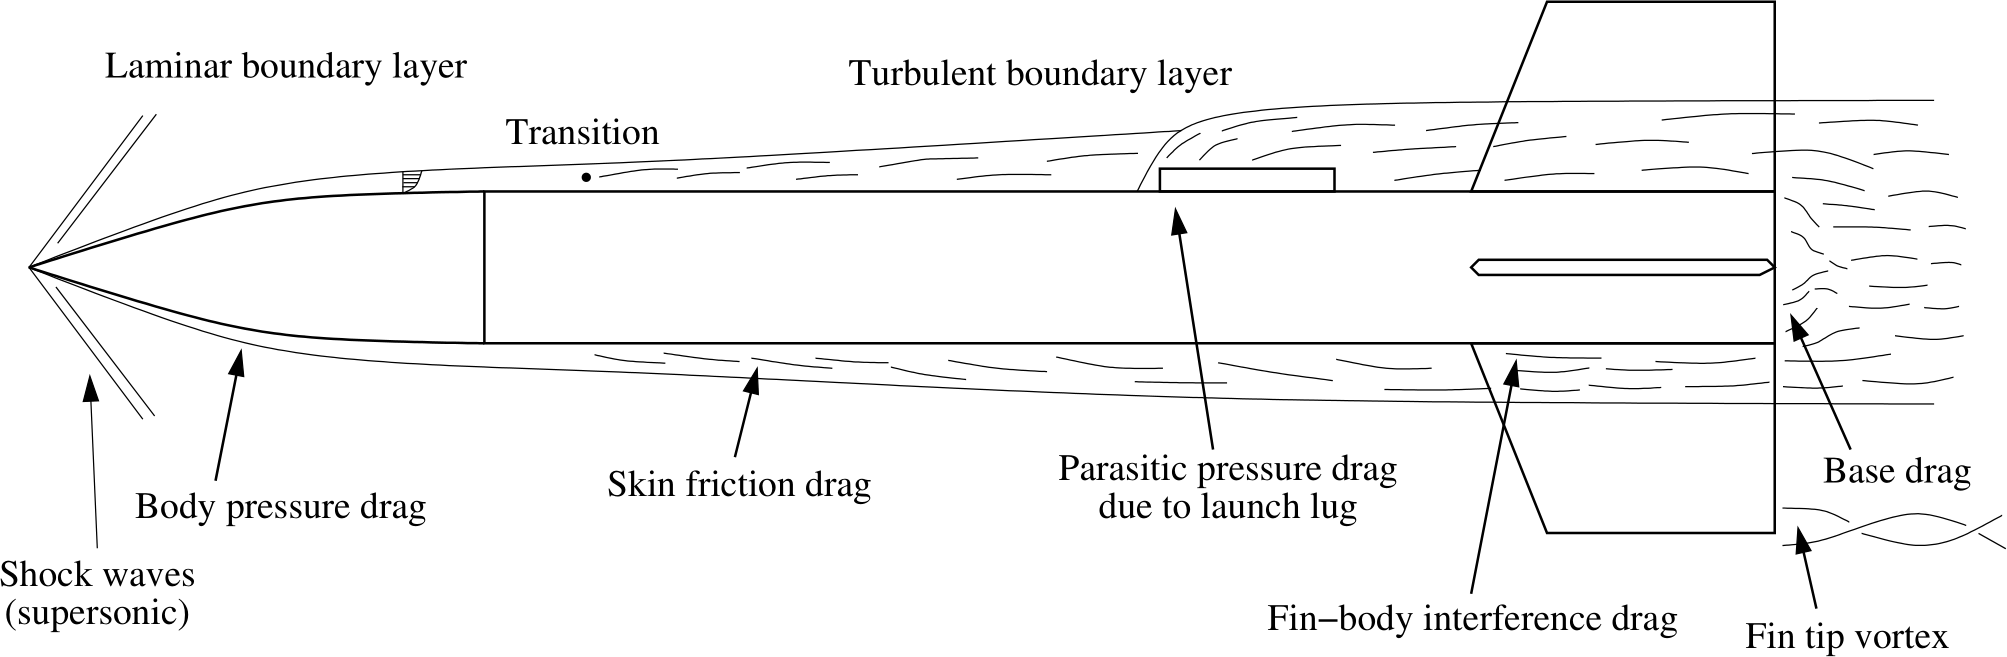 Laminar boundary layer
Turbulent boundary layer
Transition
Skin friction drag
Parasitic pressure drag
due to launch lug
Base drag
Body pressure drag
Shock waves
(supersonic)
Fin−body interference drag
Fin tip vortex